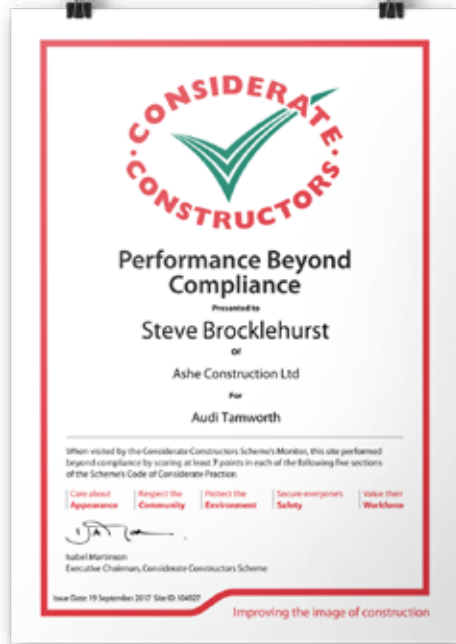 CONSIDERATE
CONSTRUCTORS
Performance Beyond
Compliance
Presented to
Steve Brocklehurst
Of
Ashe Construction Ltd
For
Audi Tamworth
When visited by the Considerate Constructors Scheme's Monitor, this site performed
beyond compliance by scoring at least 7 points in each of the following five sections
of the Scheme's Code of Considerate Practice:
Care about Respect the Protect the Secure everyone's Value their
Appearance Community Environment Safety Workforce
Isabel Martinson
Executive Chairman, Considerate Constructors Scheme
Issue Date: 19 September 2017 Site ID:
Improving the image of construction